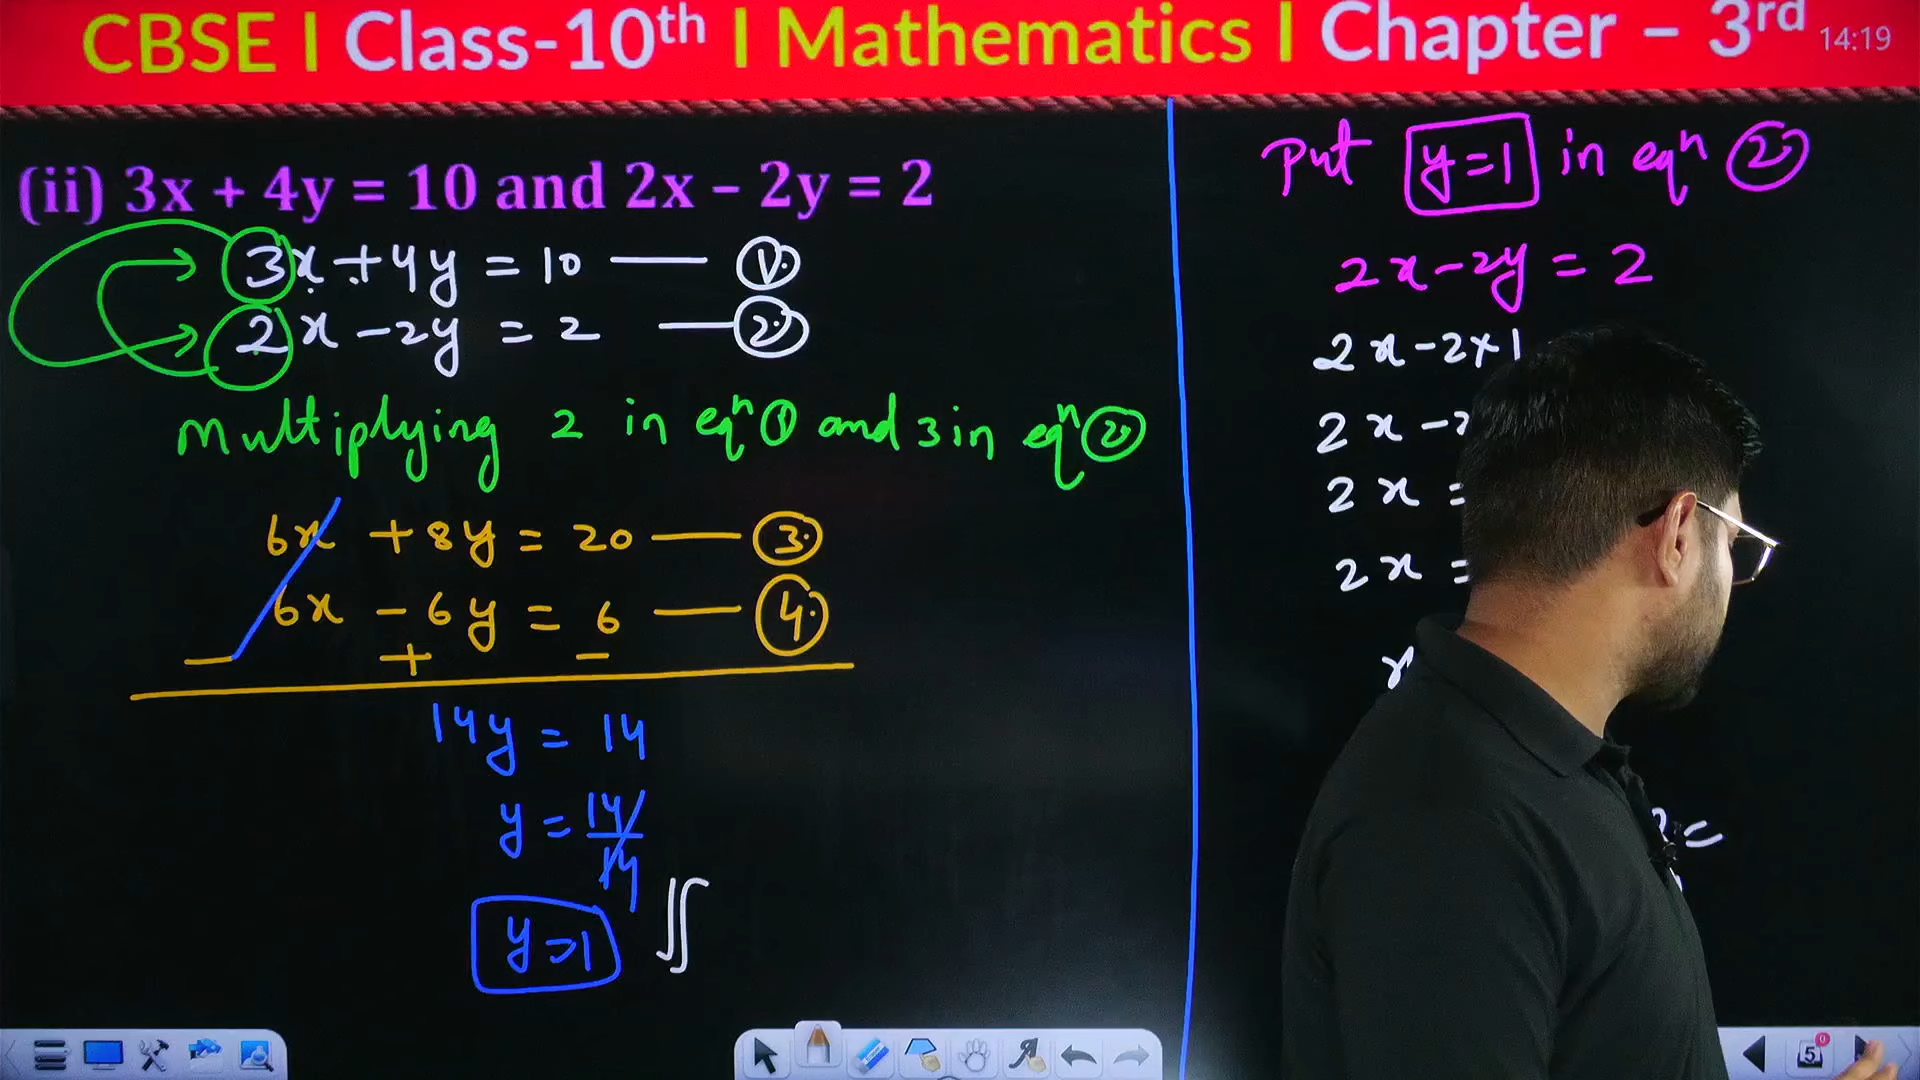 CBSE I Class-10th I Mathematics I Chapter – 3rd 14:19
(ii) 3x + 4y = 10 and 2x – 2y = 2
3x + 4y = 10 — 1.
2x - 2y = 2 — 2.
Multiplying 2 in eqn 1 and 3 in eqn 2.
6x + 8y = 20 — 3.
6x - 6y = 6 — 4.
- + -
14y = 14
y = 14/14
y = 1
Put y = 1 in eqn 2.
2x - 2y = 2
2x - 2×1
2x - 2
2x =
2x =
x
5
0